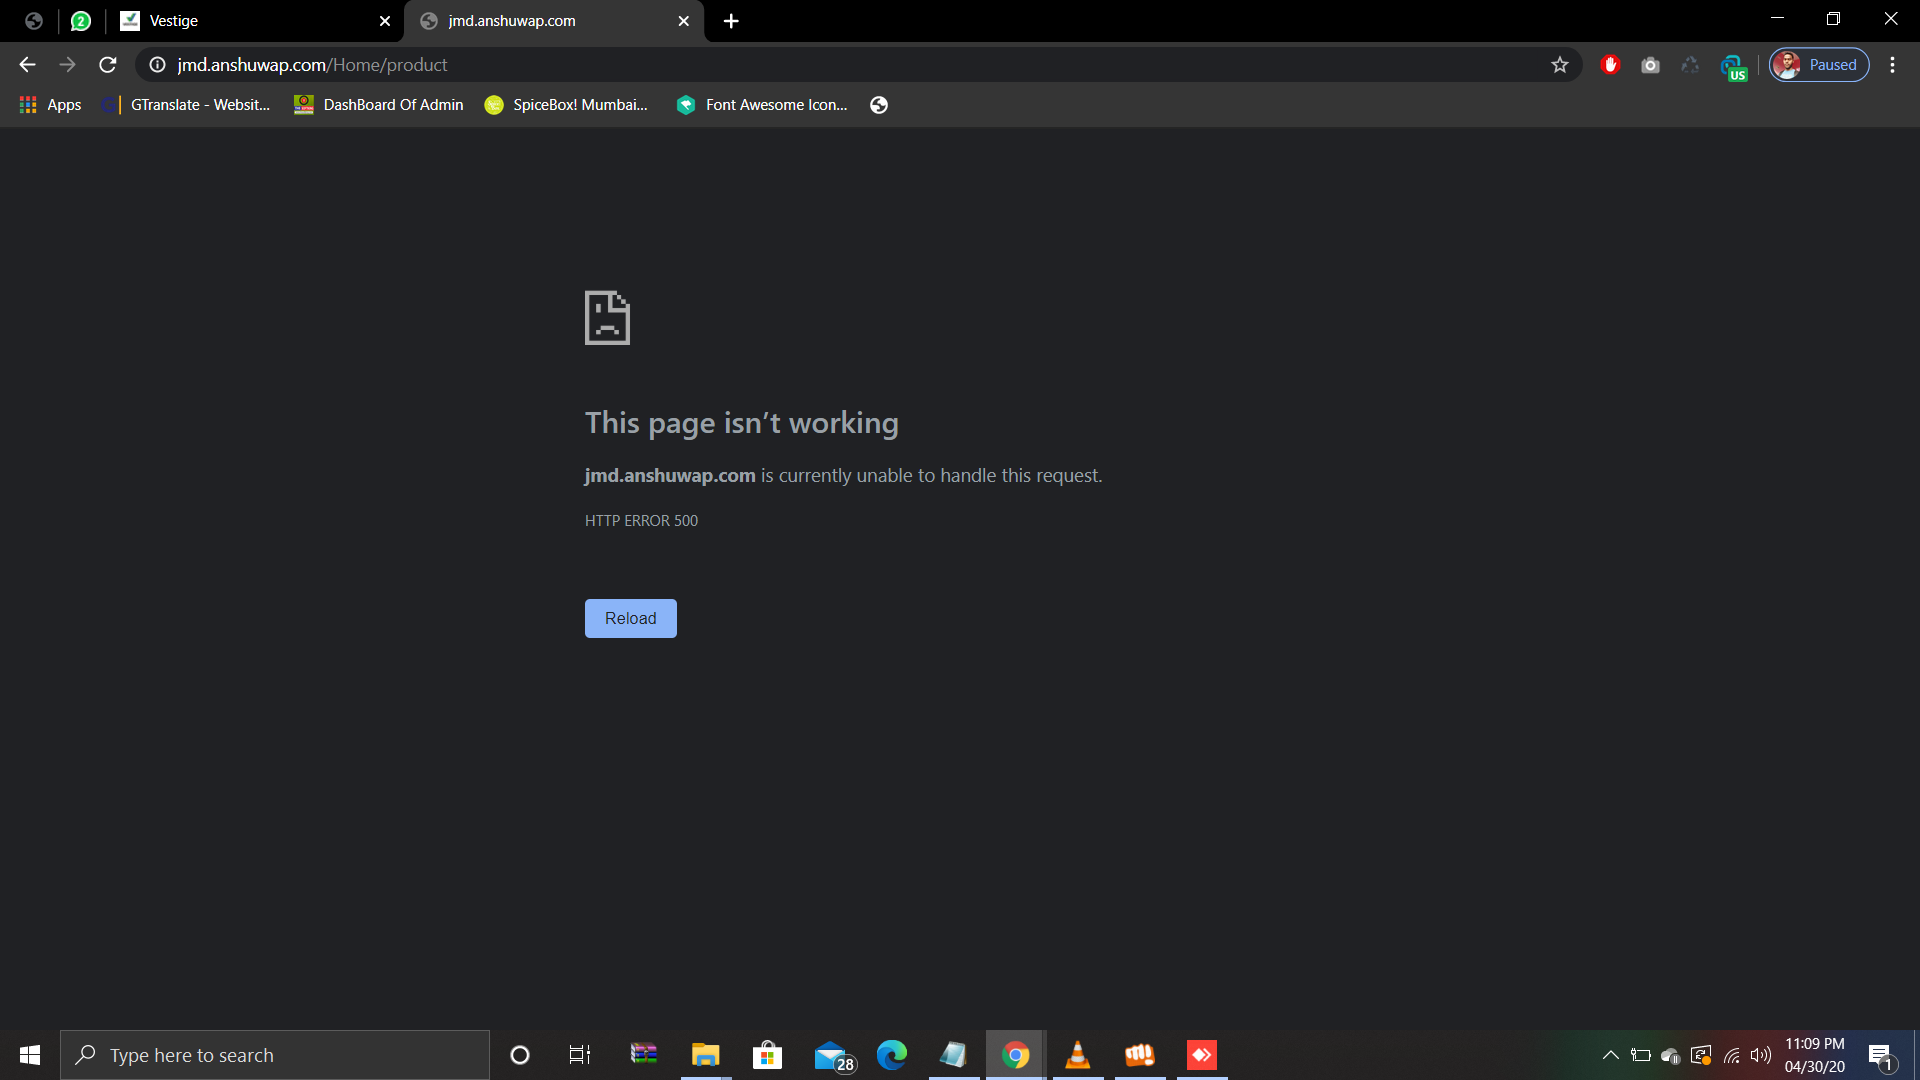 2
Vestige
jmd.anshuwap.com
jmd.anshuwap.com/Home/product
US
Paused
Apps
GTranslate - Websit...
DashBoard Of Admin
SpiceBox! Mumbai...
Font Awesome Icon...
This page isn’t working
jmd.anshuwap.com is currently unable to handle this request.
HTTP ERROR 500
Reload
Type here to search
28
11:09 PM
04/30/20
1